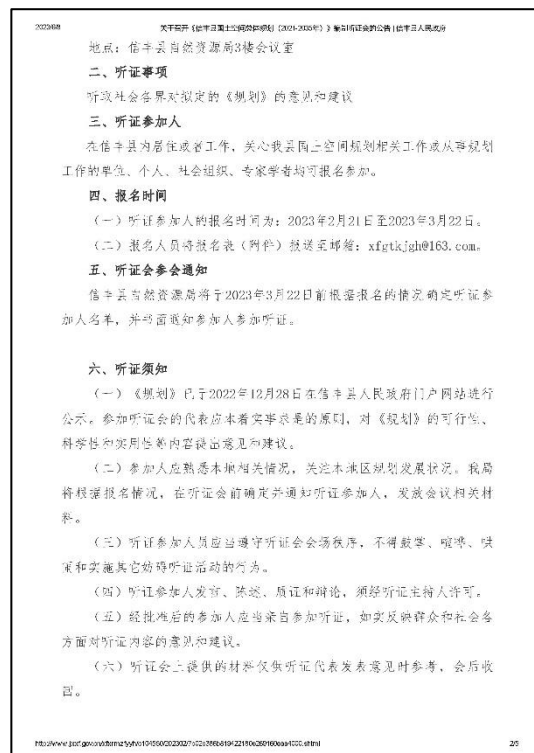 2023/6/8 关于召开《信丰县国土空间总体规划（2021-2035年）》编制听证会的公告 | 信丰县人民政府
地点：信丰县自然资源局3楼会议室
二、听证事项
听取社会各界对拟定的《规划》的意见和建议
三、听证参加人
在信丰县内居住或者工作，关心我县国土空间规划相关工作或从事规划
工作的单位、个人、社会组织、专家学者均可报名参加。
四、报名时间
（一）听证参加人的报名时间为：2023年2月21日至2023年3月22日。
（二）报名人员将报名表（附件）报送至邮箱：xfgtkjgh@163.com。
五、听证会参会通知
信丰县自然资源局将于2023年3月22日前根据报名的情况确定听证参
加人名单，并书面通知参加人参加听证。
六、听证须知
（一）《规划》已于2022年12月28日在信丰县人民政府门户网站进行
公示。参加听证会的代表应本着实事求是的原则，对《规划》的可行性、
科学性和实用性等内容提出意见和建议。
（二）参加人应熟悉本地相关情况，关注本地区规划发展状况。我局
将根据报名情况，在听证会前确定并通知听证参加人，发放会议相关材
料。
（三）听证参加人员应当遵守听证会会场秩序，不得鼓掌、喧哗、哄
闹和实施其它妨碍听证活动的行为。
（四）听证参加人发言、陈述、质证和辩论，须经听证主持人许可。
（五）经批准后的参加人应当亲自参加听证，如实反映群众和社会各
方面对听证内容的意见和建议。
（六）听证会上提供的材料仅供听证代表发表意见时参考，会后收
回。
2/5